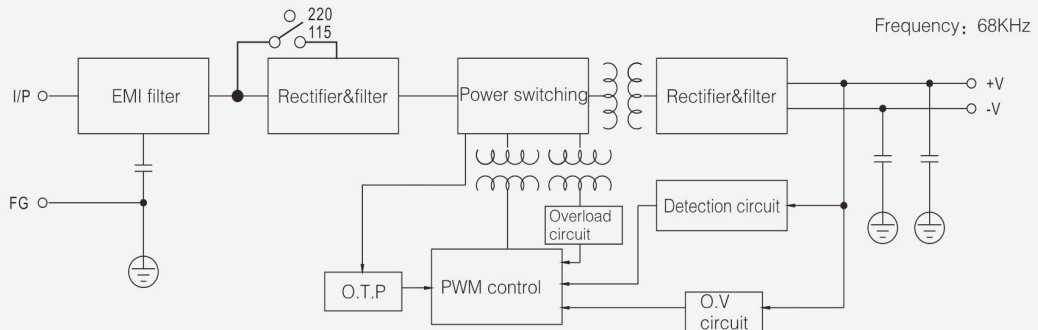 220
115
Frequency: 68KHz
I/P
EMI filter
Rectifier&filter
Power switching
Rectifier&filter
+V
-V
FG
Overload
circuit
Detection circuit
O.T.P
PWM control
O.V
circuit